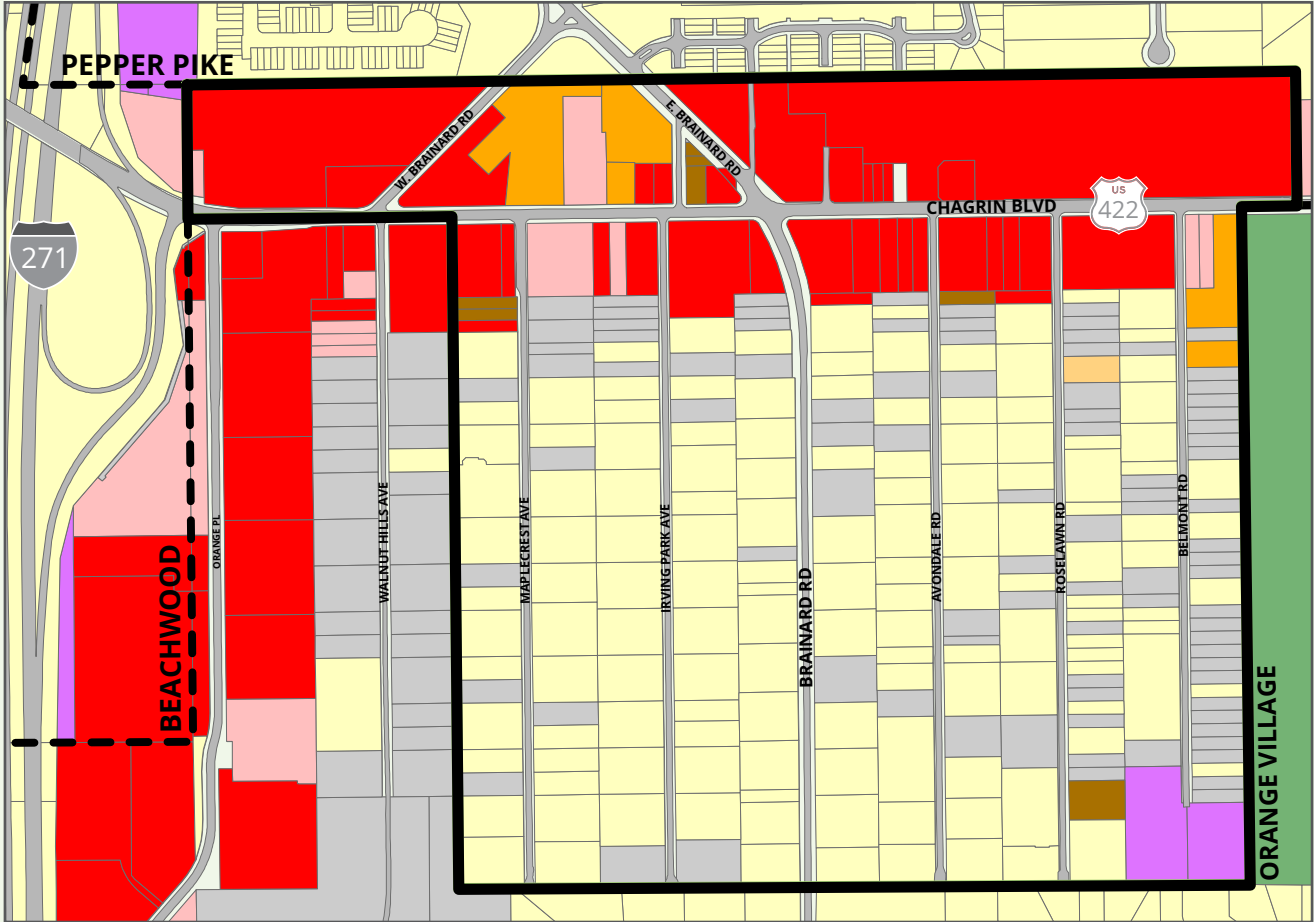 PEPPER PIKE
W. BRAINARD RD
E. BRAINARD RD
US
422
CHAGRIN BLVD
271
BEACHWOOD
ORANGE PL
WALNUT HILLS AVE
MAPLECREST AVE
IRVING PARK AVE
BRAINARD RD
AVONDALE RD
ROSELAWN RD
BELMONT RD
ORANGE VILLAGE